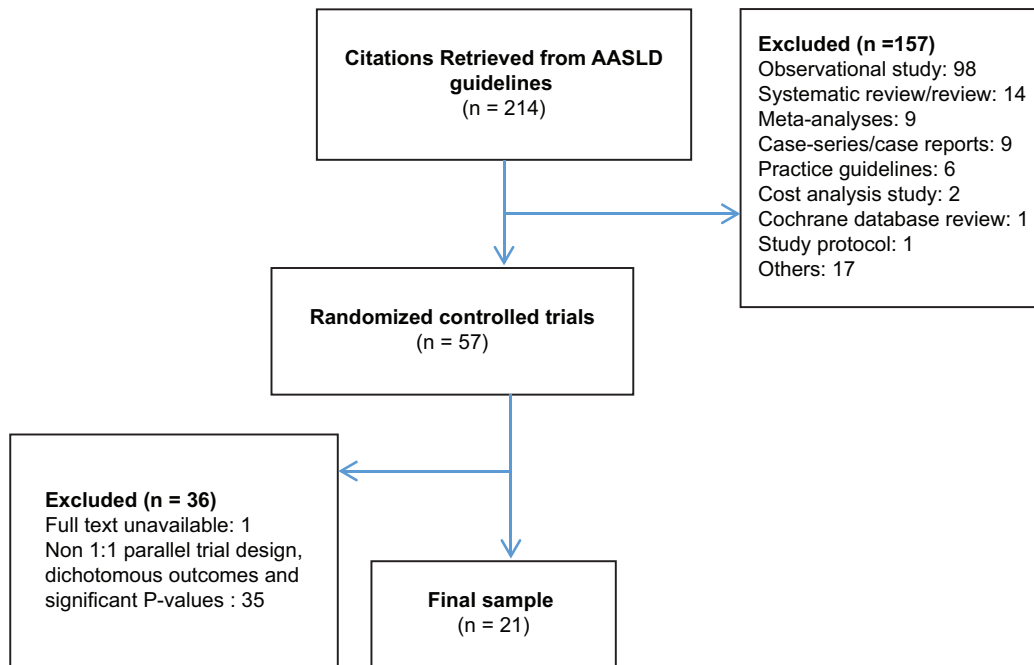 Citations Retrieved from AASLD
guidelines
(n = 214)
Excluded (n =157)
Observational study: 98
Systematic review/review: 14
Meta-analyses: 9
Case-series/case reports: 9
Practice guidelines: 6
Cost analysis study: 2
Cochrane database review: 1
Study protocol: 1
Others: 17
Randomized controlled trials
(n = 57)
Excluded (n = 36)
Full text unavailable: 1
Non 1:1 parallel trial design,
dichotomous outcomes and
significant P-values : 35
Final sample
(n = 21)